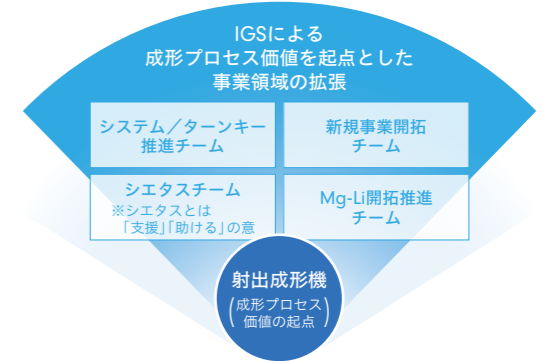 IGSによる
成形プロセス価値を起点とした
事業領域の拡張
システム／ターンキー
推進チーム
新規事業開拓
チーム
シエタスチーム
※シエタスとは
「支援」「助ける」の意
Mg-Li開拓推進
チーム
射出成形機
(成形プロセス
価値の起点)